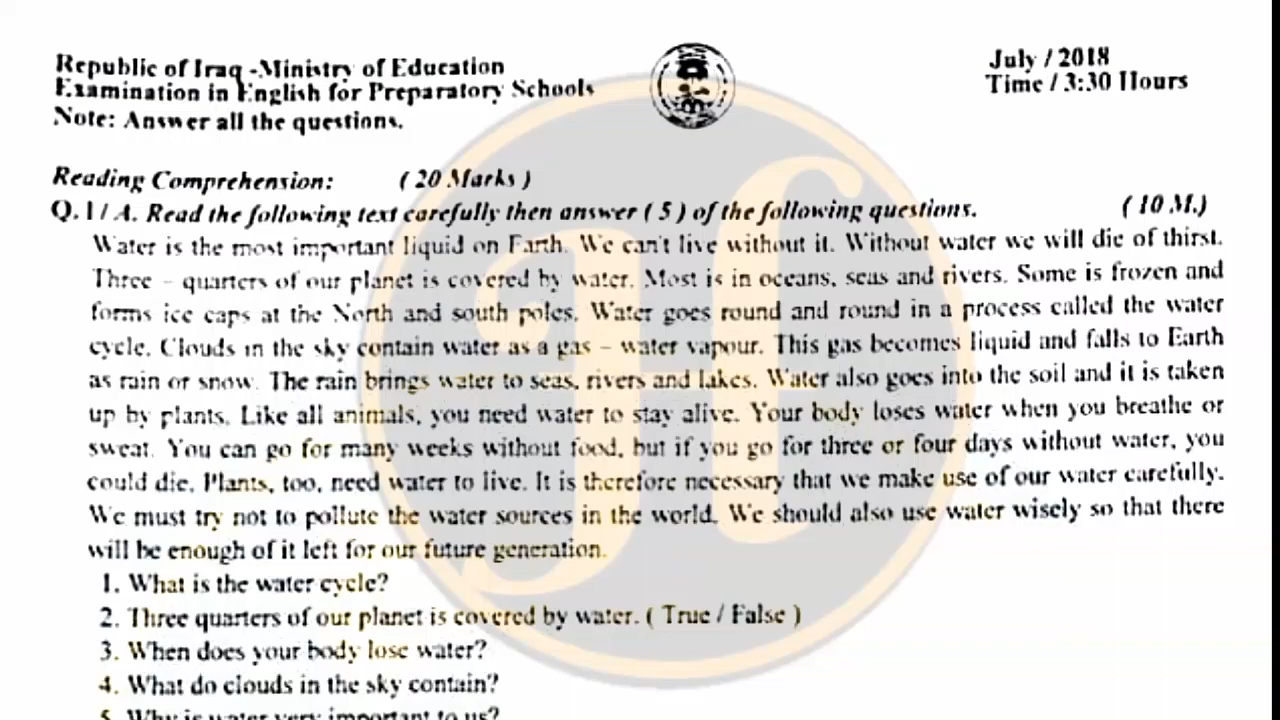 Republic of Iraq -Ministry of Education
July / 2018
Examination in English for Preparatory Schools
Time / 3:30 Hours
Note: Answer all the questions.
Reading Comprehension: ( 20 Marks )
Q. 1 / A. Read the following text carefully then answer ( 5 ) of the following questions. ( 10 M.)
Water is the most important liquid on Earth. We can't live without it. Without water we will die of thirst.
Three – quarters of our planet is covered by water. Most is in oceans, seas and rivers. Some is frozen and
forms ice caps at the North and south poles. Water goes round and round in a process called the water
cycle. Clouds in the sky contain water as a gas – water vapour. This gas becomes liquid and falls to Earth
as rain or snow. The rain brings water to seas, rivers and lakes. Water also goes into the soil and it is taken
up by plants. Like all animals, you need water to stay alive. Your body loses water when you breathe or
sweat. You can go for many weeks without food, but if you go for three or four days without water, you
could die. Plants, too, need water to live. It is therefore necessary that we make use of our water carefully.
We must try not to pollute the water sources in the world. We should also use water wisely so that there
will be enough of it left for our future generation.
1. What is the water cycle?
2. Three quarters of our planet is covered by water. ( True / False )
3. When does your body lose water?
4. What do clouds in the sky contain?
5. Why is water very important to us?